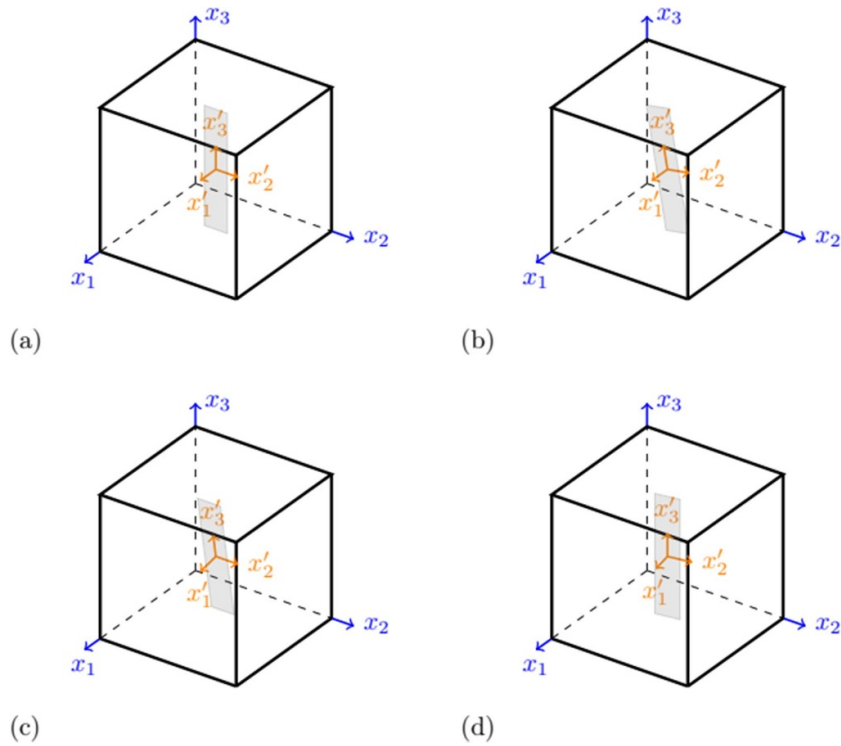 x₃ x₃
x′₃ x′₃
x′₂ x′₂
x′₁ x′₁
x₂ x₂
x₁ x₁
(a) (b)
x₃ x₃
x′₃ x′₃
x′₂ x′₂
x′₁ x′₁
x₂ x₂
x₁ x₁
(c) (d)